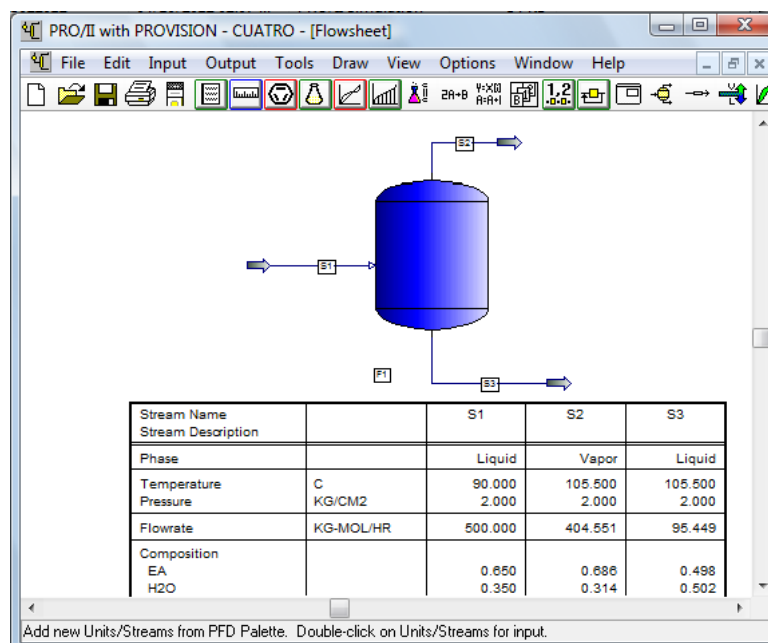 PRO/II with PROVISION - CUATRO - [Flowsheet]
File Edit Input Output Tools Draw View Options Window Help
2A→B
1,2
S2
S1
F1
S3
Stream Name S1 S2 S3
Stream Description
Phase Liquid Vapor Liquid
Temperature C 90.000 105.500 105.500
Pressure KG/CM2 2.000 2.000 2.000
Flowrate KG-MOL/HR 500.000 404.551 95.449
Composition
EA 0.650 0.686 0.498
H2O 0.350 0.314 0.502
Add new Units/Streams from PFD Palette. Double-click on Units/Streams for input.